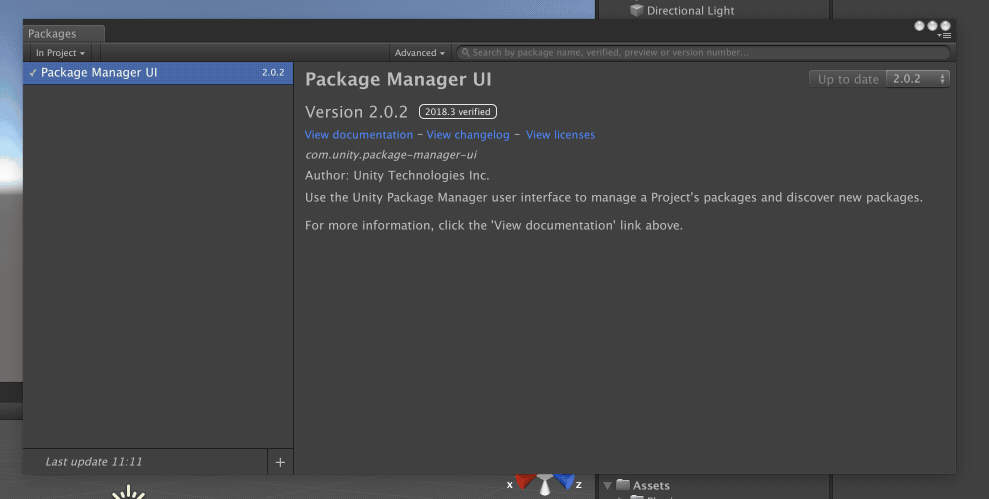 Directional Light
Packages
In Project
Advanced
Search by package name, verified, preview or version number...
Package Manager UI 2.0.2
Package Manager UI
Up to date 2.0.2
Version 2.0.2 2018.3 verified
View documentation – View changelog – View licenses
com.unity.package-manager-ui
Author: Unity Technologies Inc.
Use the Unity Package Manager user interface to manage a Project's packages and discover new packages.
For more information, click the 'View documentation' link above.
Last update 11:11
+
x z
Assets